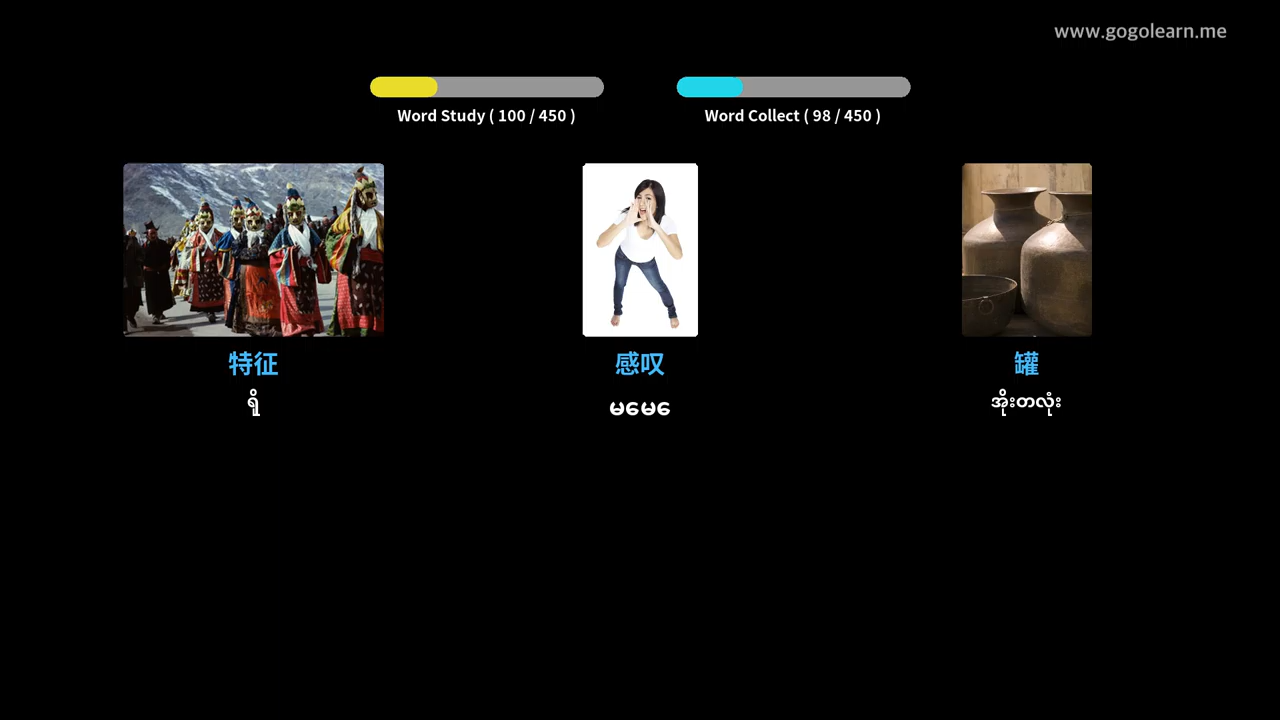 www.gogolearn.me
Word Study ( 100 / 450 )
Word Collect ( 98 / 450 )
特征
感叹
罐
ရှိ
မမေမေ
အိုးတလုံး